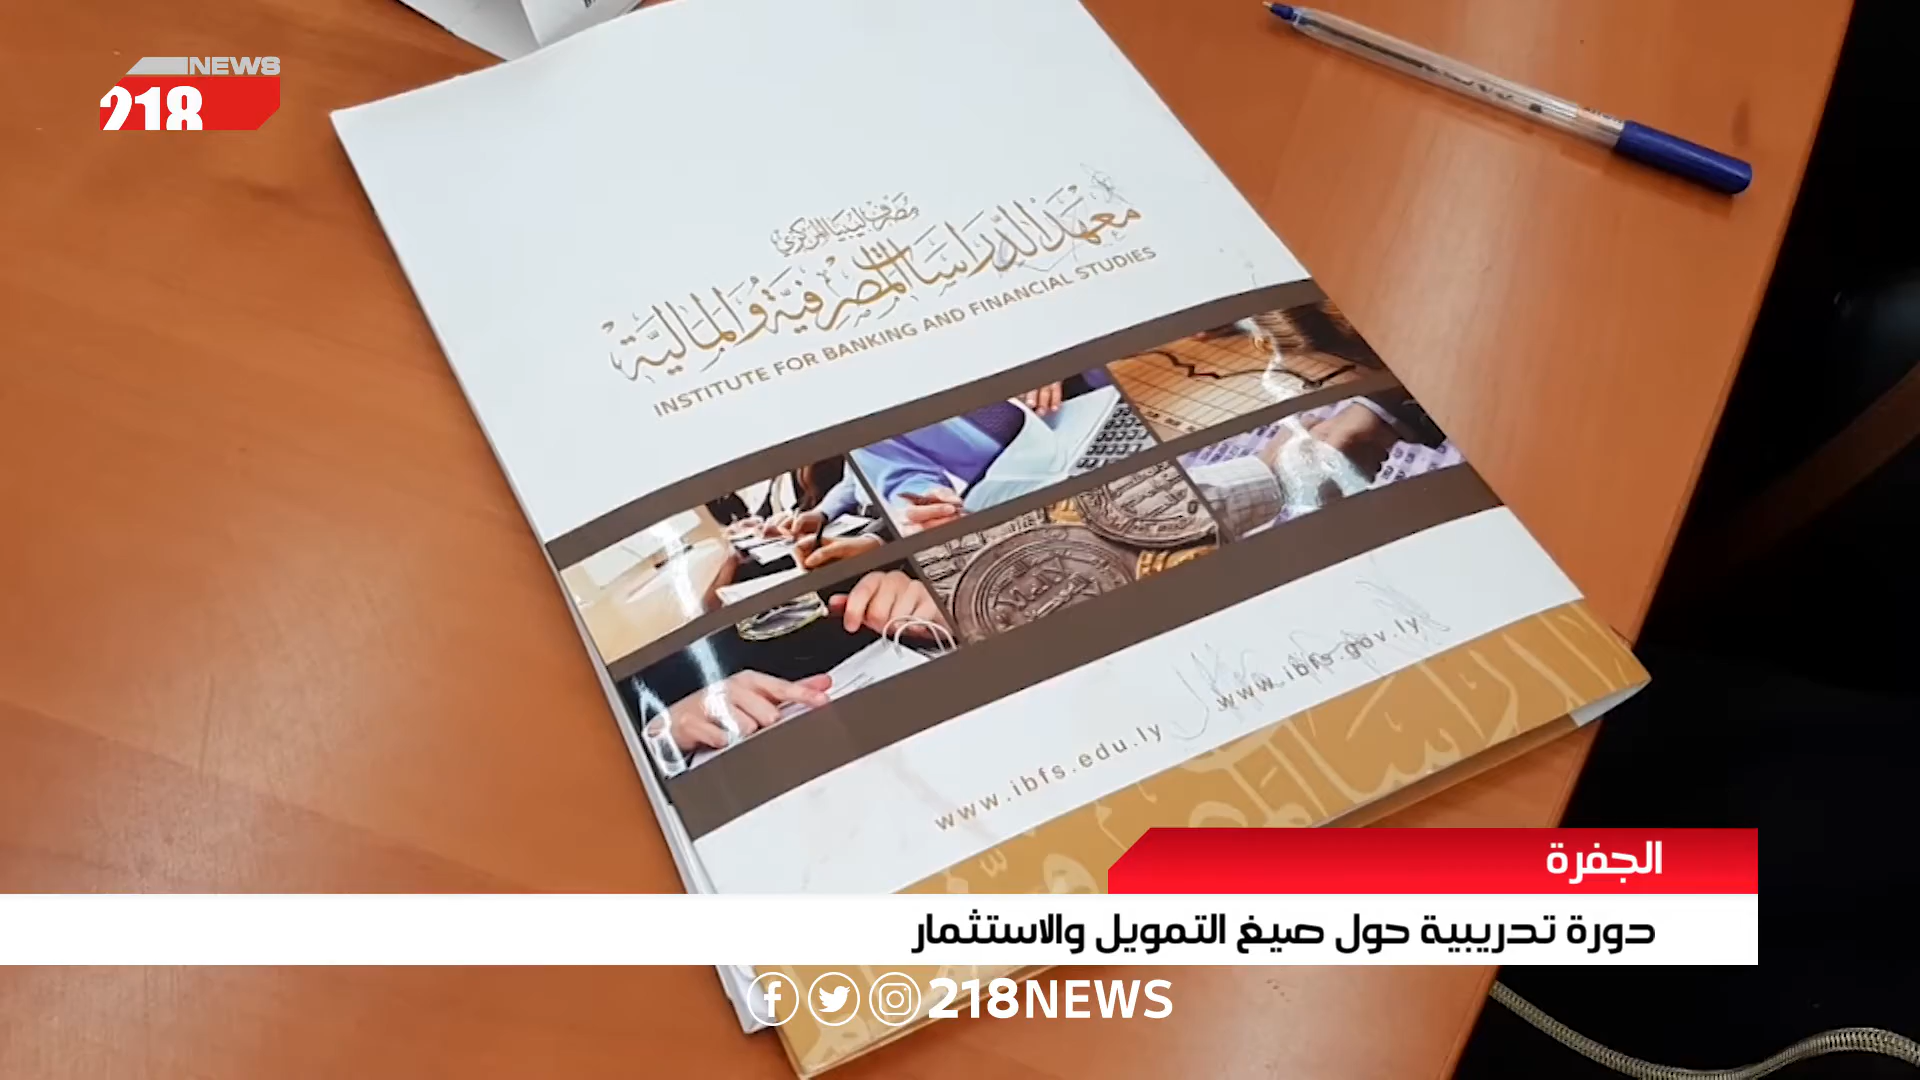 NEWS
218
مصرف ليبيا المركزي
معهد الدراسات المصرفية والمالية
INSTITUTE FOR BANKING AND FINANCIAL STUDIES
www.ibfs.edu.ly www.ibfs.gov.ly
الجفرة
دورة تدريبية حول صيغ التمويل والاستثمار
218NEWS